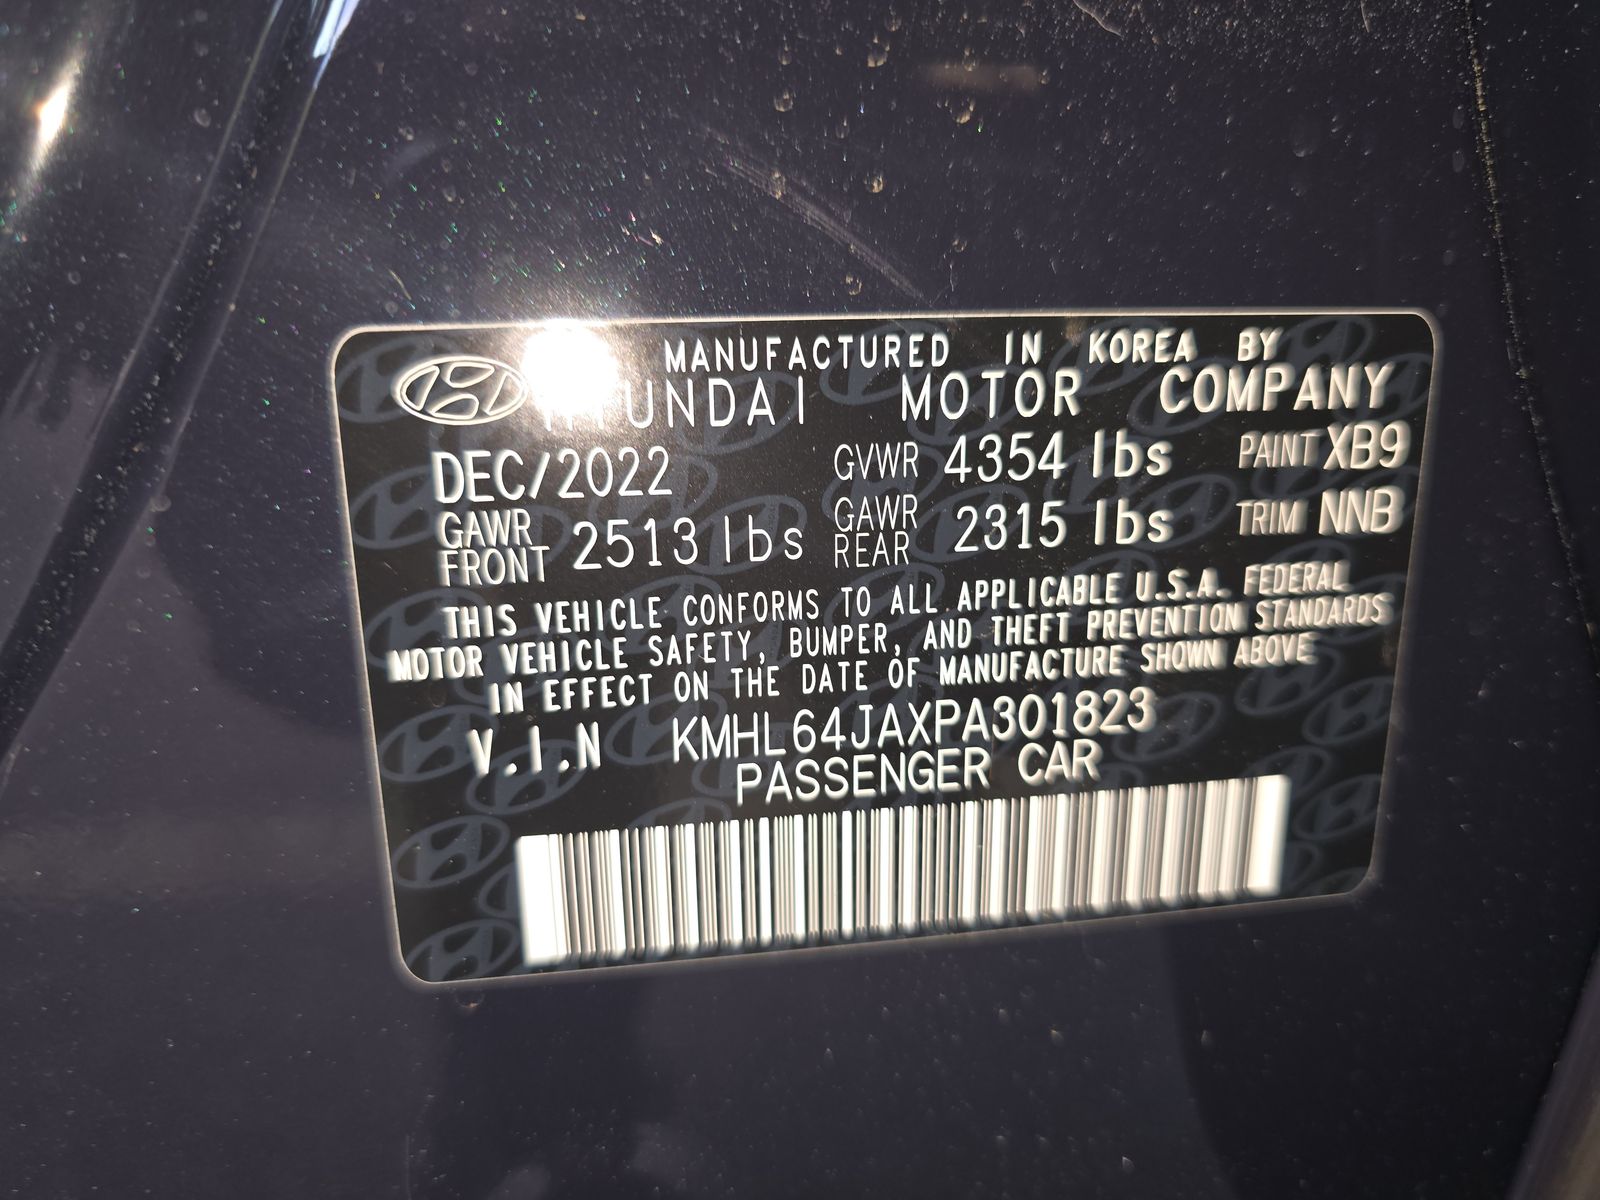 MANUFACTURED IN KOREA BY
HYUNDAI MOTOR COMPANY
DEC/2022 GVWR 4354 lbs PAINT XB9
GAWR FRONT 2513 lbs GAWR REAR 2315 lbs TRIM NNB
THIS VEHICLE CONFORMS TO ALL APPLICABLE U.S.A. FEDERAL
MOTOR VEHICLE SAFETY, BUMPER, AND THEFT PREVENTION STANDARDS
IN EFFECT ON THE DATE OF MANUFACTURE SHOWN ABOVE
V.I.N KMHL64JAXPA301823
PASSENGER CAR